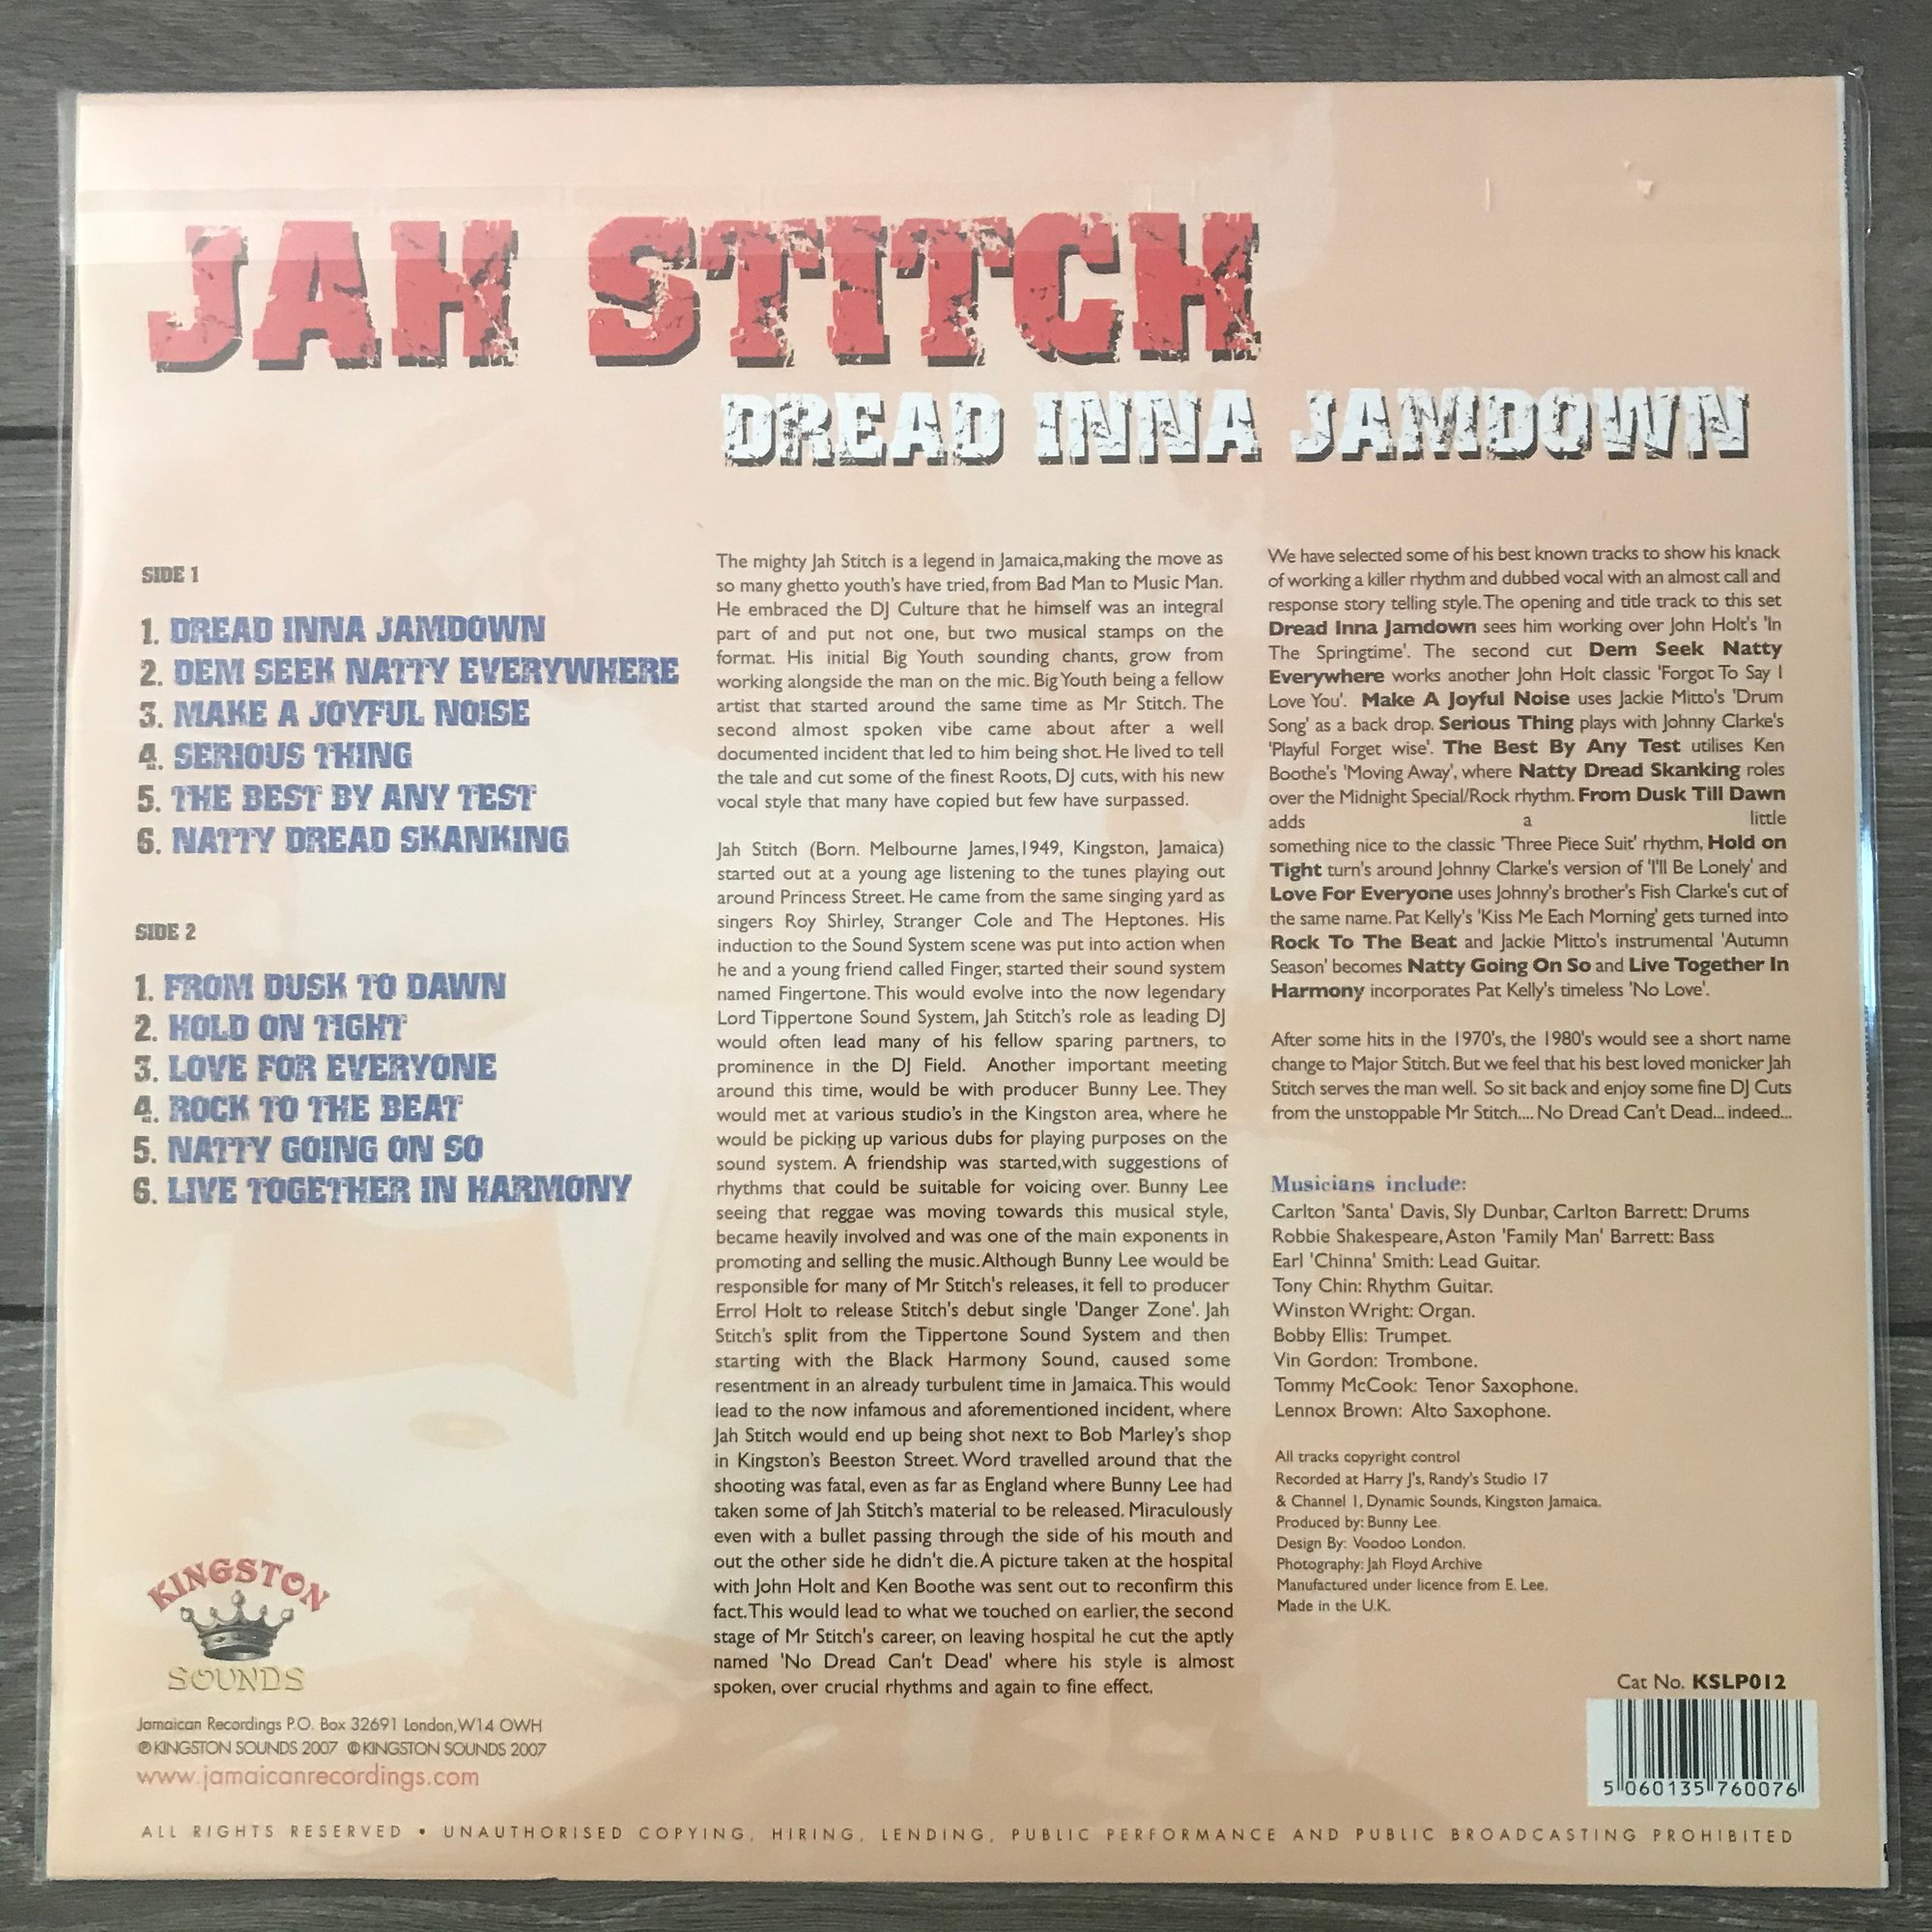 JAH STITCH
DREAD INNA JAMDOWN
SIDE 1
1. DREAD INNA JAMDOWN
2. DEM SEEK NATTY EVERYWHERE
3. MAKE A JOYFUL NOISE
4. SERIOUS THING
5. THE BEST BY ANY TEST
6. NATTY DREAD SKANKING
SIDE 2
1. FROM DUSK TO DAWN
2. HOLD ON TIGHT
3. LOVE FOR EVERYONE
4. ROCK TO THE BEAT
5. NATTY GOING ON SO
6. LIVE TOGETHER IN HARMONY
KINGSTON
SOUNDS
Jamaican Recordings P.O. Box 32691 London,W14 OWH
℗KINGSTON SOUNDS 2007 ©KINGSTON SOUNDS 2007
www.jamaicanrecordings.com
The mighty Jah Stitch is a legend in Jamaica,making the move as
so many ghetto youth's have tried, from Bad Man to Music Man.
He embraced the DJ Culture that he himself was an integral
part of and put not one, but two musical stamps on the
format. His initial Big Youth sounding chants, grow from
working alongside the man on the mic. Big Youth being a fellow
artist that started around the same time as Mr Stitch. The
second almost spoken vibe came about after a well
documented incident that led to him being shot. He lived to tell
the tale and cut some of the finest Roots, DJ cuts, with his new
vocal style that many have copied but few have surpassed.
Jah Stitch (Born. Melbourne James,1949, Kingston, Jamaica)
started out at a young age listening to the tunes playing out
around Princess Street. He came from the same singing yard as
singers Roy Shirley, Stranger Cole and The Heptones. His
induction to the Sound System scene was put into action when
he and a young friend called Finger, started their sound system
named Fingertone. This would evolve into the now legendary
Lord Tippertone Sound System, Jah Stitch's role as leading DJ
would often lead many of his fellow sparing partners, to
prominence in the DJ Field. Another important meeting
around this time, would be with producer Bunny Lee. They
would met at various studio's in the Kingston area, where he
would be picking up various dubs for playing purposes on the
sound system. A friendship was started,with suggestions of
rhythms that could be suitable for voicing over. Bunny Lee
seeing that reggae was moving towards this musical style,
became heavily involved and was one of the main exponents in
promoting and selling the music. Although Bunny Lee would be
responsible for many of Mr Stitch's releases, it fell to producer
Errol Holt to release Stitch's debut single 'Danger Zone'. Jah
Stitch's split from the Tippertone Sound System and then
starting with the Black Harmony Sound, caused some
resentment in an already turbulent time in Jamaica. This would
lead to the now infamous and aforementioned incident, where
Jah Stitch would end up being shot next to Bob Marley's shop
in Kingston's Beeston Street. Word travelled around that the
shooting was fatal, even as far as England where Bunny Lee had
taken some of Jah Stitch's material to be released. Miraculously
even with a bullet passing through the side of his mouth and
out the other side he didn't die. A picture taken at the hospital
with John Holt and Ken Boothe was sent out to reconfirm this
fact. This would lead to what we touched on earlier, the second
stage of Mr Stitch's career, on leaving hospital he cut the aptly
named 'No Dread Can't Dead' where his style is almost
spoken, over crucial rhythms and again to fine effect.
We have selected some of his best known tracks to show his knack
of working a killer rhythm and dubbed vocal with an almost call and
response story telling style. The opening and title track to this set
Dread Inna Jamdown sees him working over John Holt's 'In
The Springtime'. The second cut Dem Seek Natty
Everywhere works another John Holt classic 'Forgot To Say I
Love You'. Make A Joyful Noise uses Jackie Mitto's 'Drum
Song' as a back drop. Serious Thing plays with Johnny Clarke's
'Playful Forget wise'. The Best By Any Test utilises Ken
Boothe's 'Moving Away', where Natty Dread Skanking roles
over the Midnight Special/Rock rhythm. From Dusk Till Dawn
adds a little
something nice to the classic 'Three Piece Suit' rhythm, Hold on
Tight turn's around Johnny Clarke's version of 'I'll Be Lonely' and
Love For Everyone uses Johnny's brother's Fish Clarke's cut of
the same name. Pat Kelly's 'Kiss Me Each Morning' gets turned into
Rock To The Beat and Jackie Mitto's instrumental 'Autumn
Season' becomes Natty Going On So and Live Together In
Harmony incorporates Pat Kelly's timeless 'No Love'.
After some hits in the 1970's, the 1980's would see a short name
change to Major Stitch. But we feel that his best loved monicker Jah
Stitch serves the man well. So sit back and enjoy some fine DJ Cuts
from the unstoppable Mr Stitch.... No Dread Can't Dead... indeed...
Musicians include:
Carlton 'Santa' Davis, Sly Dunbar, Carlton Barrett: Drums
Robbie Shakespeare, Aston 'Family Man' Barrett: Bass
Earl 'Chinna' Smith: Lead Guitar.
Tony Chin: Rhythm Guitar.
Winston Wright: Organ.
Bobby Ellis: Trumpet.
Vin Gordon: Trombone.
Tommy McCook: Tenor Saxophone.
Lennox Brown: Alto Saxophone.
All tracks copyright control
Recorded at Harry J's, Randy's Studio 17
& Channel 1, Dynamic Sounds, Kingston Jamaica.
Produced by: Bunny Lee.
Design By: Voodoo London.
Photography: Jah Floyd Archive
Manufactured under licence from E. Lee.
Made in the U.K.
Cat No. KSLP012
5 060135 760076
ALL RIGHTS RESERVED • UNAUTHORISED COPYING, HIRING, LENDING, PUBLIC PERFORMANCE AND PUBLIC BROADCASTING PROHIBITED